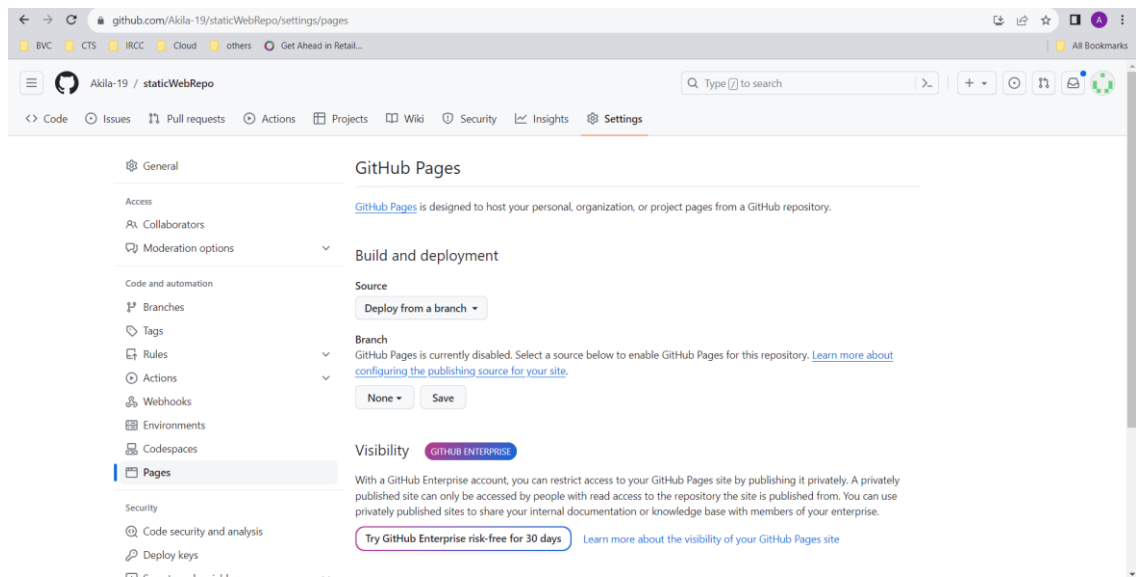 github.com/Akila-19/staticWebRepo/settings/pages
A
BVC CTS IRCC Cloud others Get Ahead in Retail... All Bookmarks
Akila-19 / staticWebRepo
Type / to search
<> Code Issues Pull requests Actions Projects Wiki Security Insights Settings
General
Access
Collaborators
Moderation options
Code and automation
Branches
Tags
Rules
Actions
Webhooks
Environments
Codespaces
Pages
Security
Code security and analysis
Deploy keys
GitHub Pages
GitHub Pages is designed to host your personal, organization, or project pages from a GitHub repository.
Build and deployment
Source
Deploy from a branch
Branch
GitHub Pages is currently disabled. Select a source below to enable GitHub Pages for this repository. Learn more about
configuring the publishing source for your site.
None Save
Visibility GITHUB ENTERPRISE
With a GitHub Enterprise account, you can restrict access to your GitHub Pages site by publishing it privately. A privately
published site can only be accessed by people with read access to the repository the site is published from. You can use
privately published sites to share your internal documentation or knowledge base with members of your enterprise.
Try GitHub Enterprise risk-free for 30 days Learn more about the visibility of your GitHub Pages site